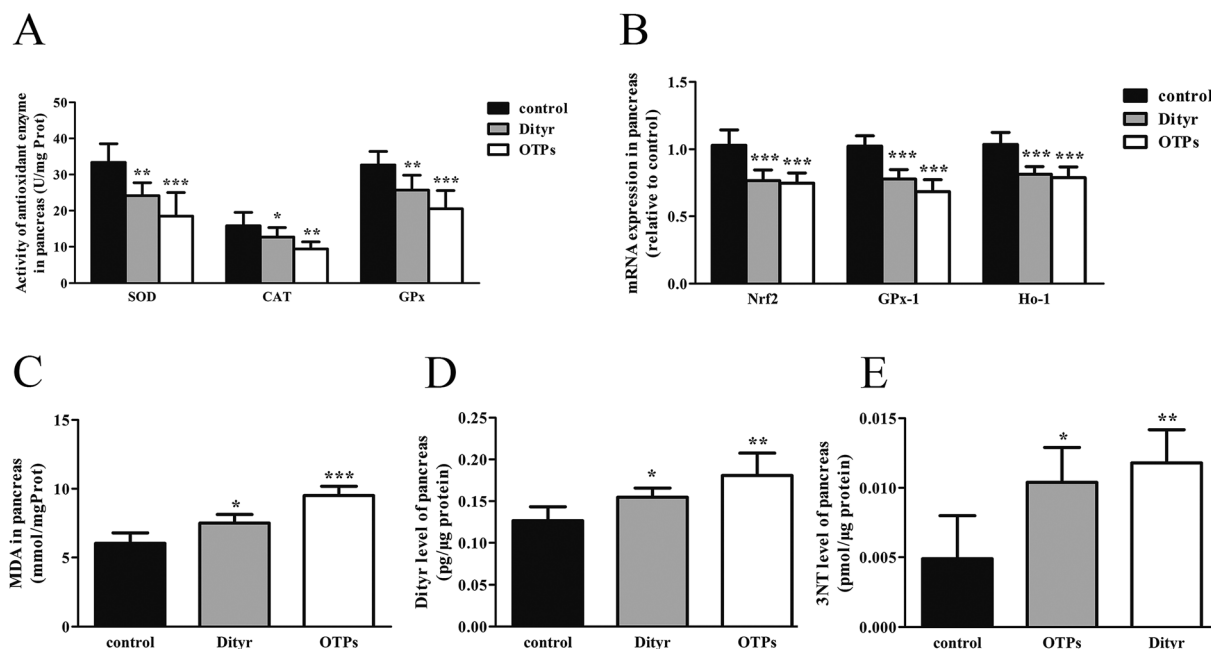 A
Activity of antioxidant enzyme
in pancreas (U/mg Prot)
50
40
30
20
10
0
** *** * ** ** ***
SOD CAT GPx
control
Dityr
OTPs
B
mRNA expression in pancreas
(relative to control)
1.5
1.0
0.5
0.0
*** *** *** *** *** ***
Nrf2 GPx-1 Ho-1
control
Dityr
OTPs
C
MDA in pancreas
(mmol/mgProt)
15
10
5
0
* ***
control Dityr OTPs
D
Dityr level of pancreas
(pg/μg protein)
0.25
0.20
0.15
0.10
0.05
0.00
* **
control Dityr OTPs
E
3NT level of pancreas
(pmol/μg protein)
0.015
0.010
0.005
0.000
* **
control OTPs Dityr